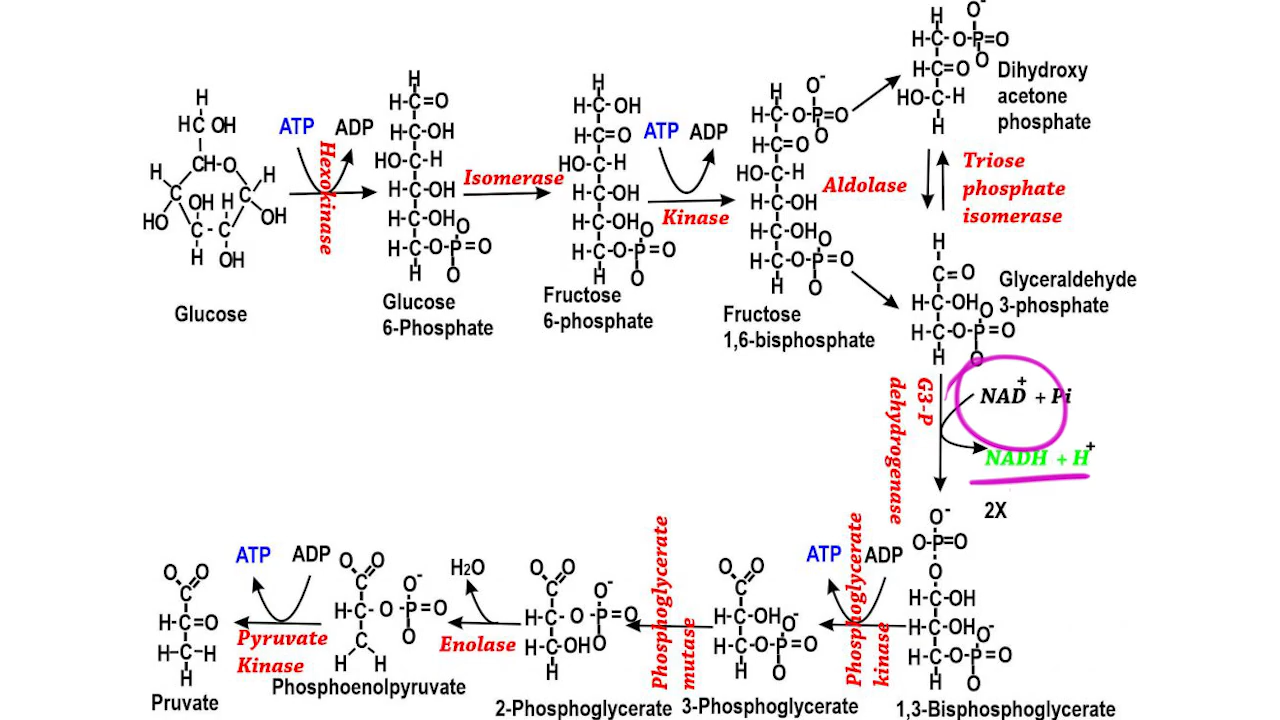 Glucose
ATP ADP
Hexokinase
Glucose
6-Phosphate
Isomerase
Fructose
6-phosphate
ATP ADP
Kinase
Fructose
1,6-bisphosphate
Aldolase
Dihydroxy
acetone
phosphate
Triose
phosphate
isomerase
Glyceraldehyde
3-phosphate
G3-P
dehydrogenase
NAD+ + Pi
NADH + H+
2X
1,3-Bisphosphoglycerate
ATP ADP
Phosphoglycerate
kinase
3-Phosphoglycerate
Phosphoglycerate
mutase
2-Phosphoglycerate
H2O
Enolase
Phosphoenolpyruvate
ATP ADP
Pyruvate
Kinase
Pruvate